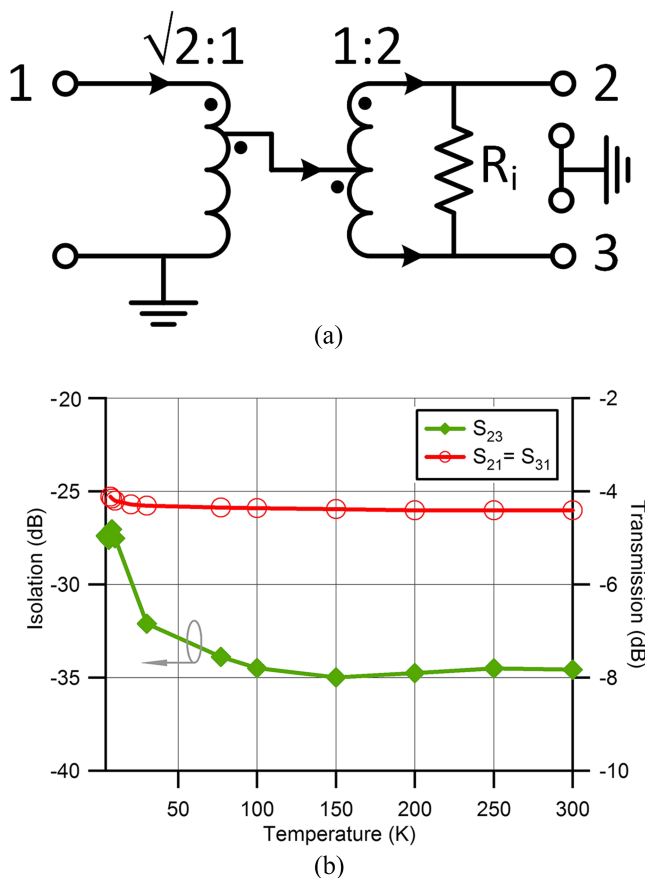 √2:1 1:2
1 2
Rᵢ
3
(a)
-20 -2
S₂₃
S₂₁= S₃₁
-25 -4
-30 -6
-35 -8
-40 -10
Isolation (dB)
Transmission (dB)
50 100 150 200 250 300
Temperature (K)
(b)